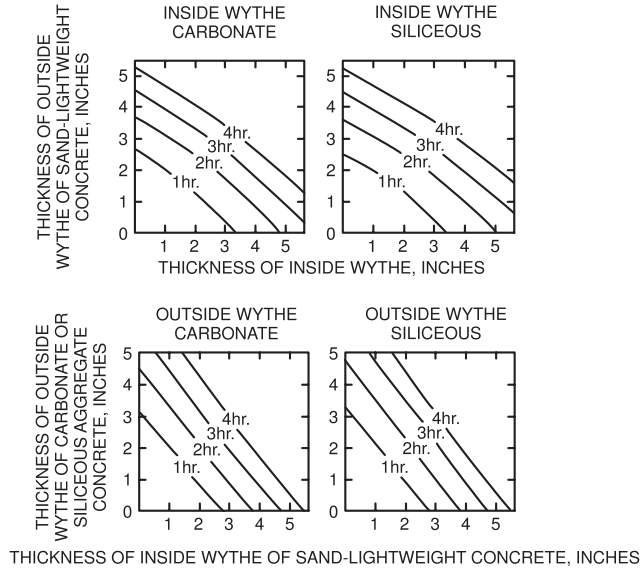 INSIDE WYTHE
CARBONATE
INSIDE WYTHE
SILICEOUS
THICKNESS OF OUTSIDE
WYTHE OF SAND-LIGHTWEIGHT
CONCRETE, INCHES
5
4
3
2
1
0
4hr.
3hr.
2hr.
1hr.
1 2 3 4 5
5
4
3
2
1
0
4hr.
3hr.
2hr.
1hr.
1 2 3 4 5
THICKNESS OF INSIDE WYTHE, INCHES
OUTSIDE WYTHE
CARBONATE
OUTSIDE WYTHE
SILICEOUS
THICKNESS OF OUTSIDE
WYTHE OF CARBONATE OR
SILICEOUS AGGREGATE
CONCRETE, INCHES
5
4
3
2
1
0
4hr.
3hr.
2hr.
1hr.
1 2 3 4 5
5
4
3
2
1
0
4hr.
3hr.
2hr.
1hr.
1 2 3 4 5
THICKNESS OF INSIDE WYTHE OF SAND-LIGHTWEIGHT CONCRETE, INCHES